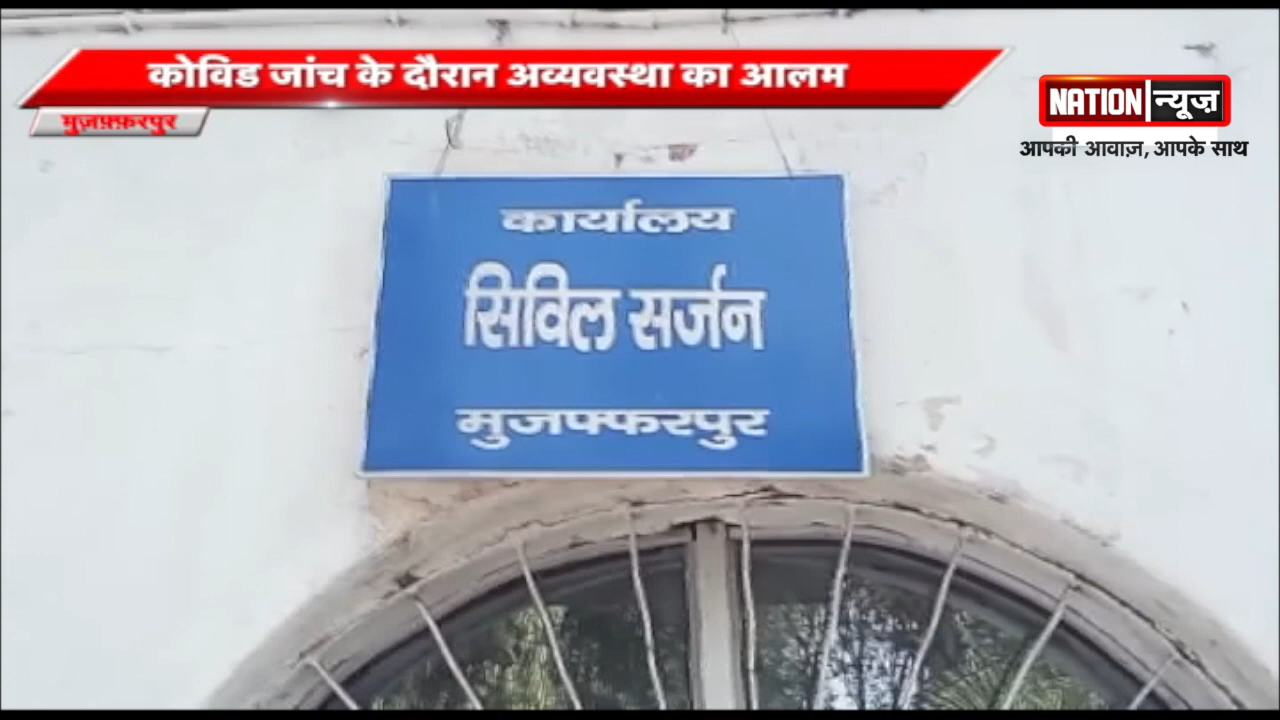 कोविड जांच के दौरान अव्यवस्था का आलम
मुज़फ़्फ़रपुर
NATION न्यूज़
आपकी आवाज़, आपके साथ
कार्यालय
सिविल सर्जन
मुजफ्फरपुर